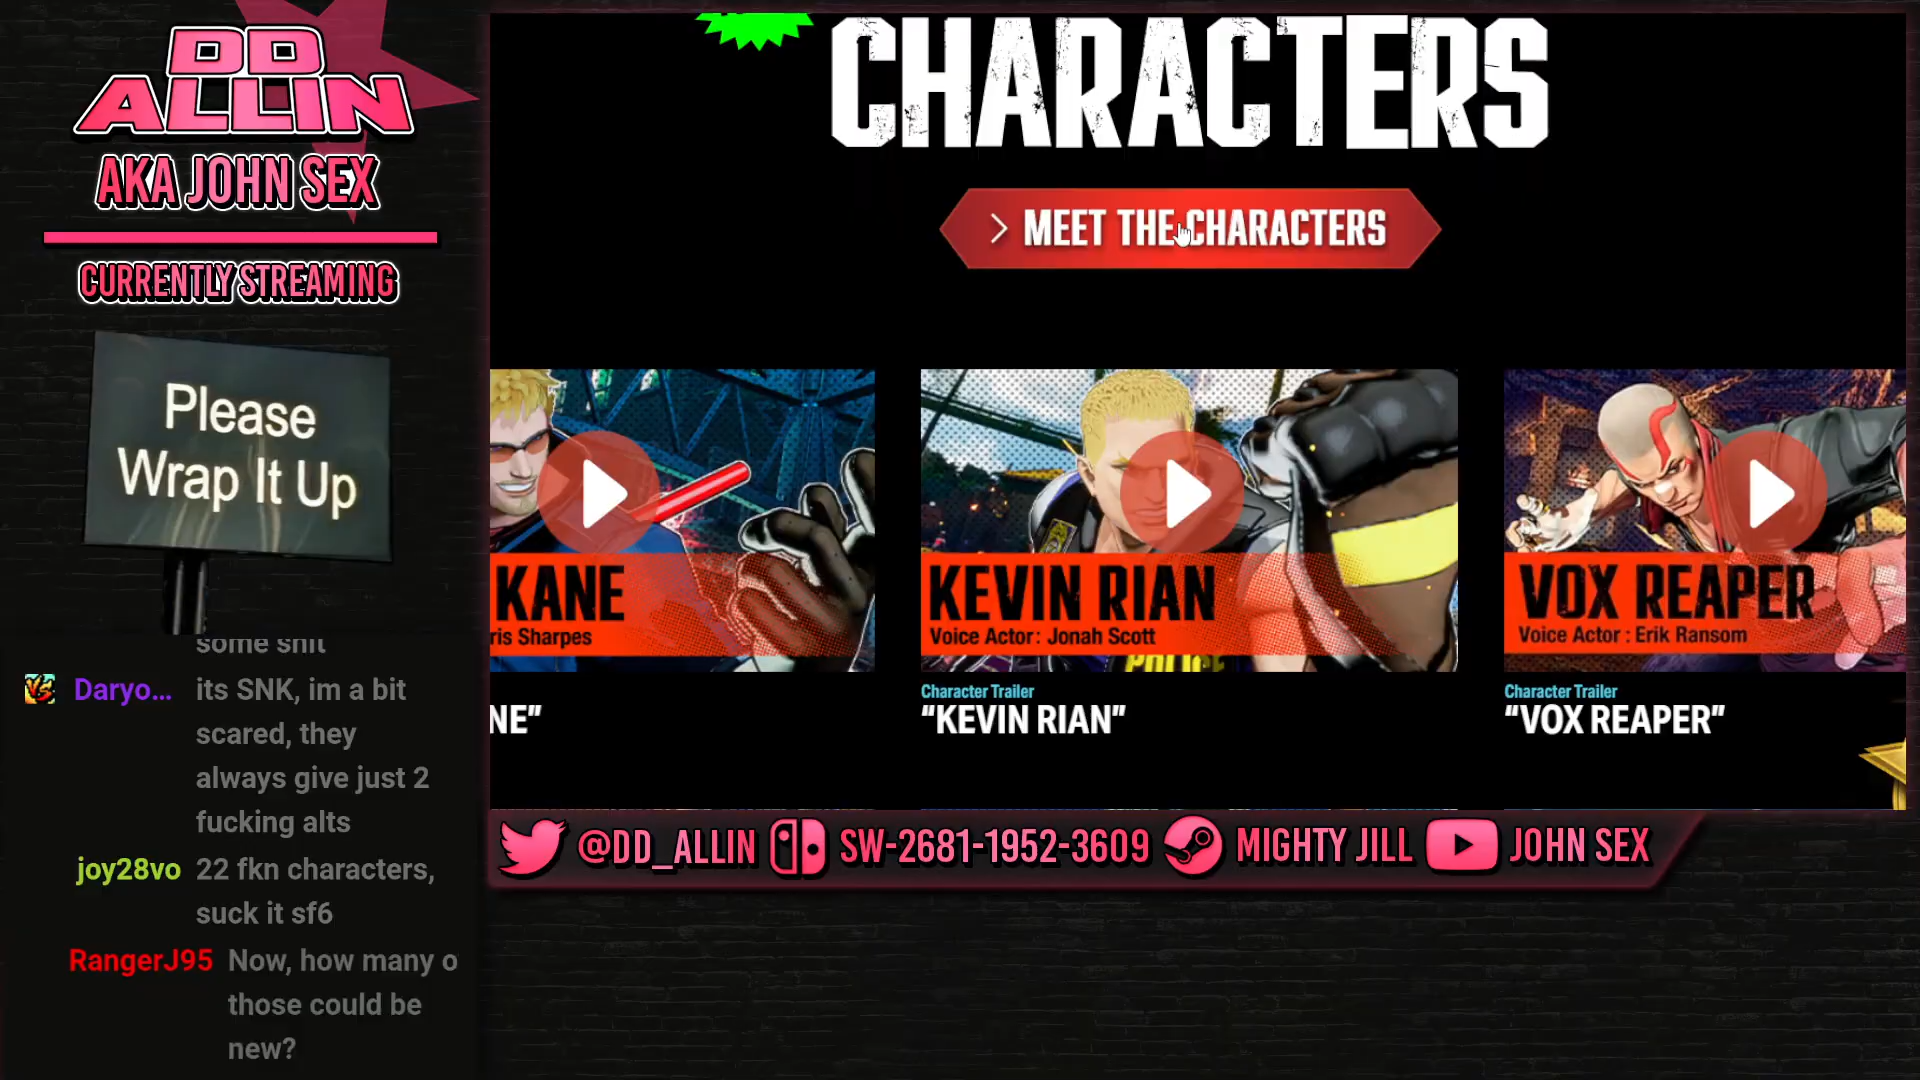 DD
ALLIN
AKA JOHN SEX
CURRENTLY STREAMING
Please
Wrap It Up
some shit
Daryo... its SNK, im a bit
scared, they
always give just 2
fucking alts
joy28vo 22 fkn characters,
suck it sf6
RangerJ95 Now, how many o
those could be
new?
CHARACTERS
> MEET THE CHARACTERS
KANE
ris Sharpes
NE”
KEVIN RIAN
Voice Actor: Jonah Scott
POLICE
Character Trailer
“KEVIN RIAN”
VOX REAPER
Voice Actor : Erik Ransom
Character Trailer
“VOX REAPER”
@DD_ALLIN SW-2681-1952-3609 MIGHTY JILL JOHN SEX